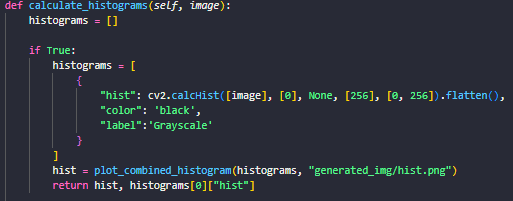 def calculate_histograms(self, image):
    histograms = []

    if True:
        histograms = [
            {
                "hist": cv2.calcHist([image], [0], None, [256], [0, 256]).flatten(),
                "color": 'black',
                "label":'Grayscale'
            }
        ]
        hist = plot_combined_histogram(histograms, "generated_img/hist.png")
        return hist, histograms[0]["hist"]